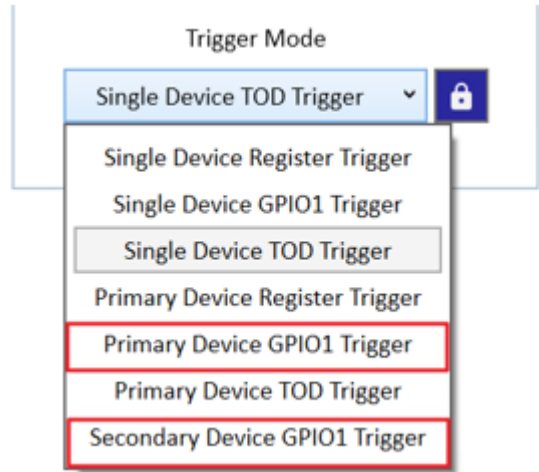 Trigger Mode
Single Device TOD Trigger
Single Device Register Trigger
Single Device GPIO1 Trigger
Single Device TOD Trigger
Primary Device Register Trigger
Primary Device GPIO1 Trigger
Primary Device TOD Trigger
Secondary Device GPIO1 Trigger